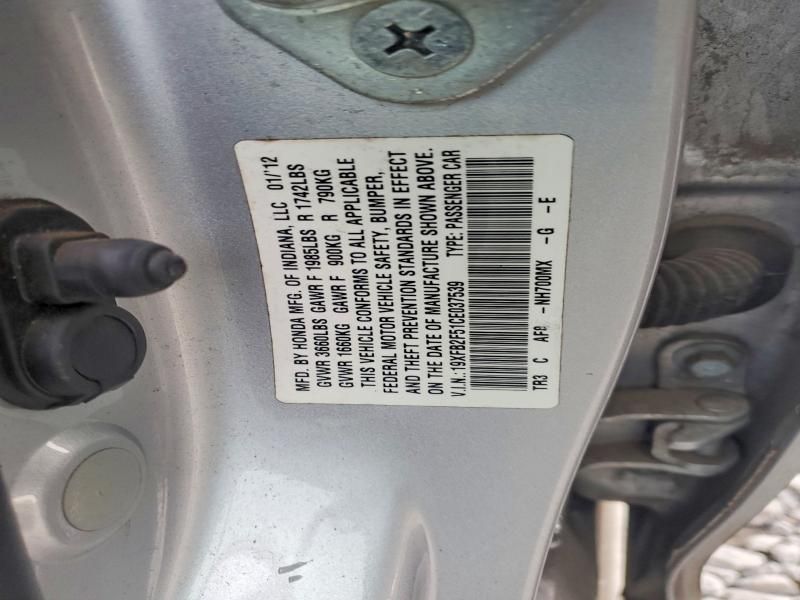 MFD. BY HONDA MFG. OF INDIANA, LLC 01/12
GVWR 3660LBS GAWR F 1985LBS R 1742LBS
GVWR 1660KG GAWR F 900KG R 790KG
THIS VEHICLE CONFORMS TO ALL APPLICABLE
FEDERAL MOTOR VEHICLE SAFETY, BUMPER,
AND THEFT PREVENTION STANDARDS IN EFFECT
ON THE DATE OF MANUFACTURE SHOWN ABOVE.
V.I.N.:19XFB2F51CE037539 TYPE: PASSENGER CAR
TR3 C AF8 -NH700MX -G -E